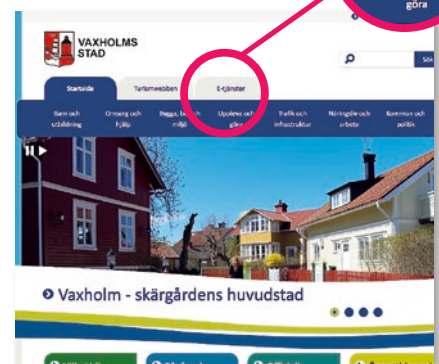 göra
VAXHOLMS
STAD
Sök
Startsida Turismwebben E-tjänster
Barn och Omsorg och Bygga, bo och Uppleva och Trafik och Näringsliv och Kommun och
utbildning hjälp miljö göra infrastruktur arbete politik
Vaxholm - skärgårdens huvudstad